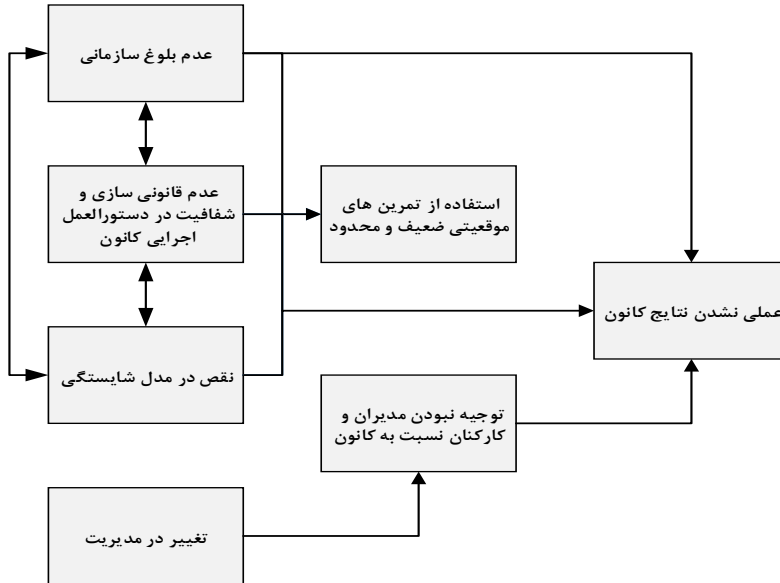 عدم بلوغ سازمانی
عدم قانونی سازی و
شفافیت در دستورالعمل
اجرایی کانون
استفاده از تمرین های
موقعیتی ضعیف و محدود
عملی نشدن نتایج کانون
نقص در مدل شایستگی
توجیه نبودن مدیران و
کارکنان نسبت به کانون
تغییر در مدیریت